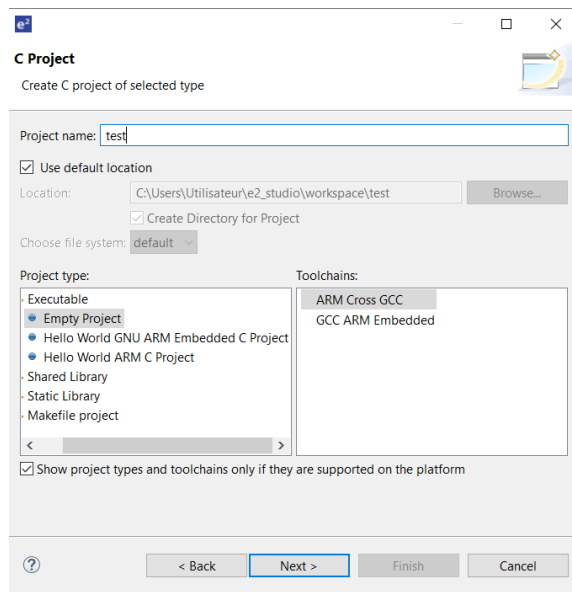 e²
C Project
Create C project of selected type
Project name: test
Use default location
Location: C:\Users\Utilisateur\e2_studio\workspace\test Browse...
Create Directory for Project
Choose file system: default
Project type: Toolchains:
Executable ARM Cross GCC
Empty Project GCC ARM Embedded
Hello World GNU ARM Embedded C Project
Hello World ARM C Project
Shared Library
Static Library
Makefile project
Show project types and toolchains only if they are supported on the platform
? < Back Next > Finish Cancel